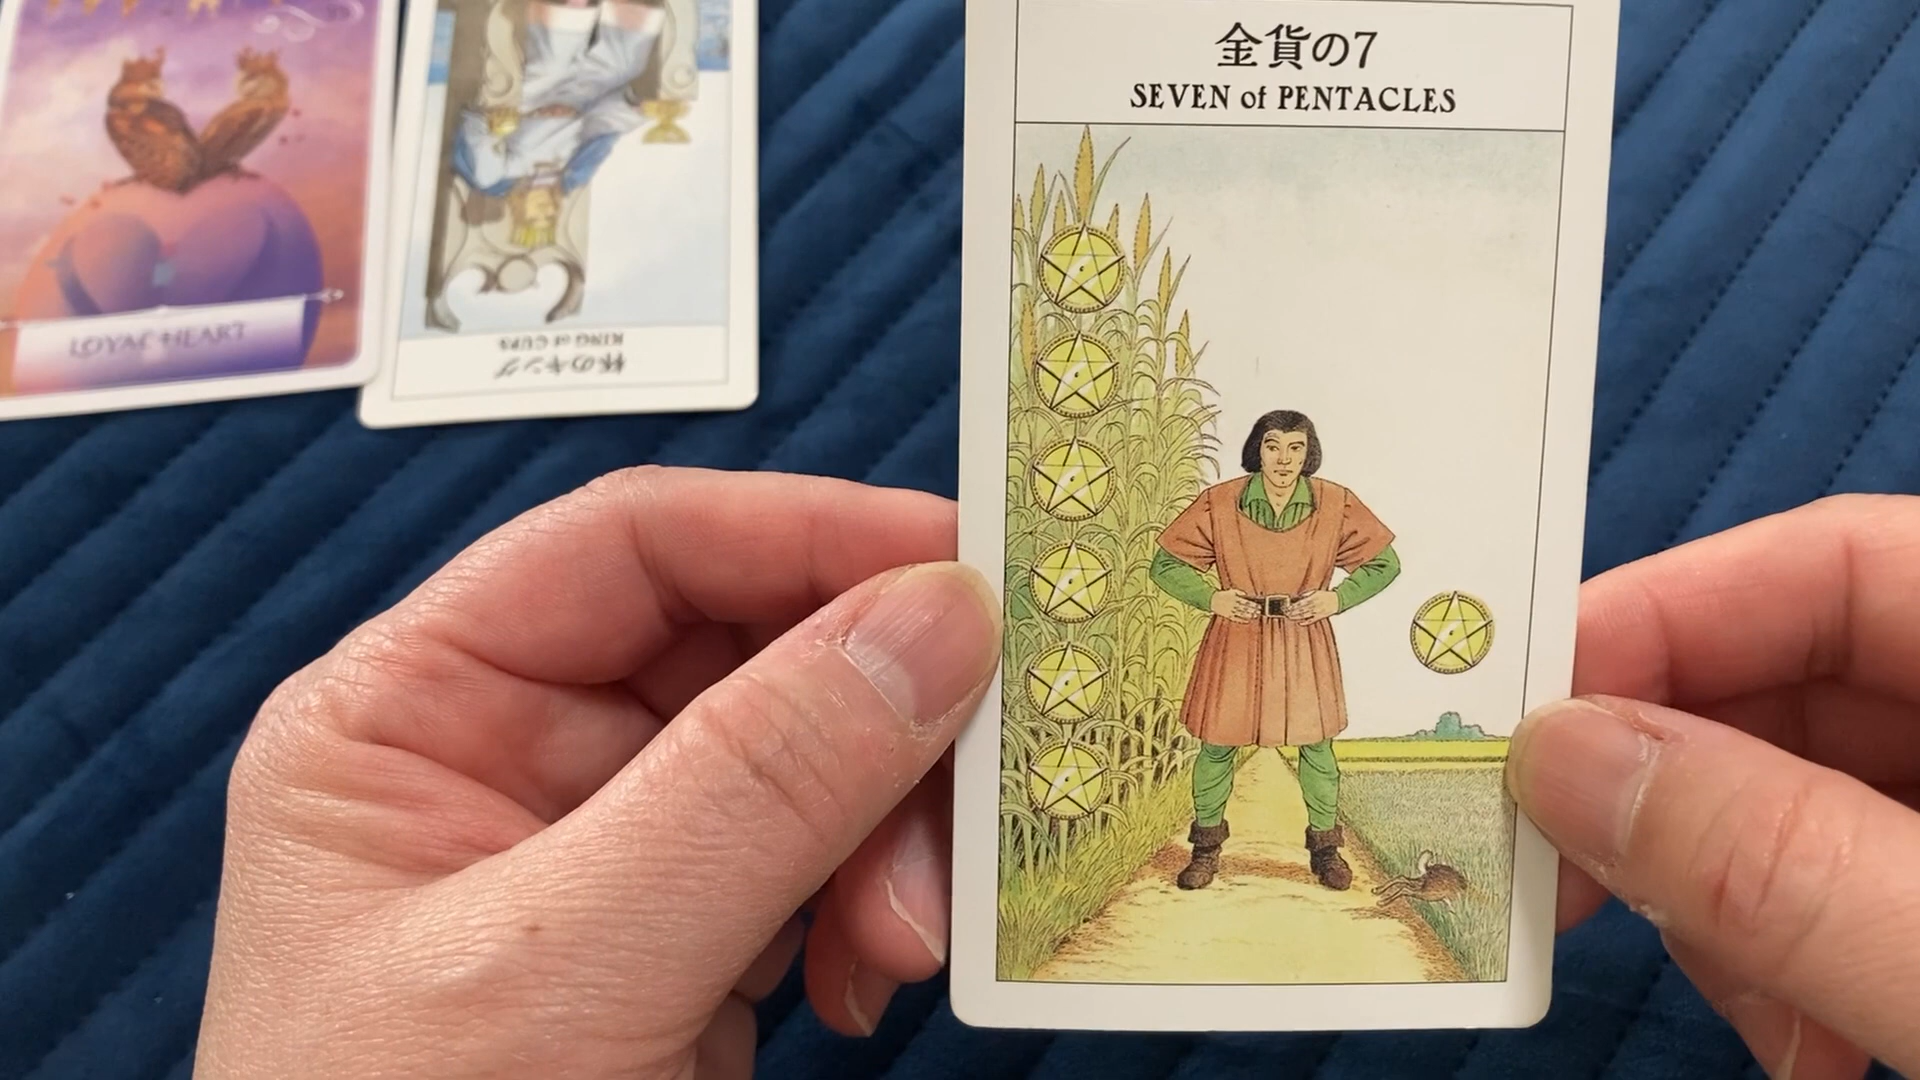 金貨の7
SEVEN of PENTACLES
LOYAL HEART
KING of CUPS
杯のキング